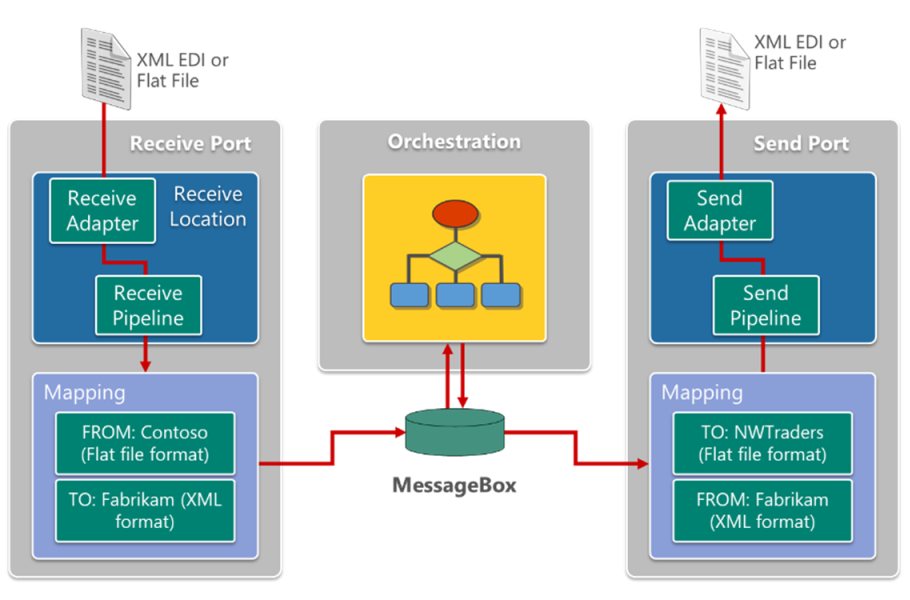 XML EDI or
Flat File
Receive Port
Receive
Adapter
Receive
Location
Receive
Pipeline
Mapping
FROM: Contoso
(Flat file format)
TO: Fabrikam (XML
format)
Orchestration
MessageBox
XML EDI or
Flat File
Send Port
Send
Adapter
Send
Pipeline
Mapping
TO: NWTraders
(Flat file format)
FROM: Fabrikam
(XML format)